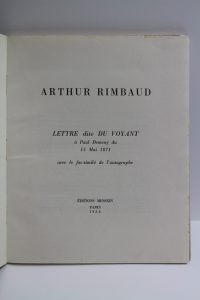 ARTHUR RIMBAUD
LETTRE dite DU VOYANT
à Paul Demeny du
15 Mai 1871
avec le fac-similé de l'autographe
ÉDITIONS MESSEIN
PARIS
1954